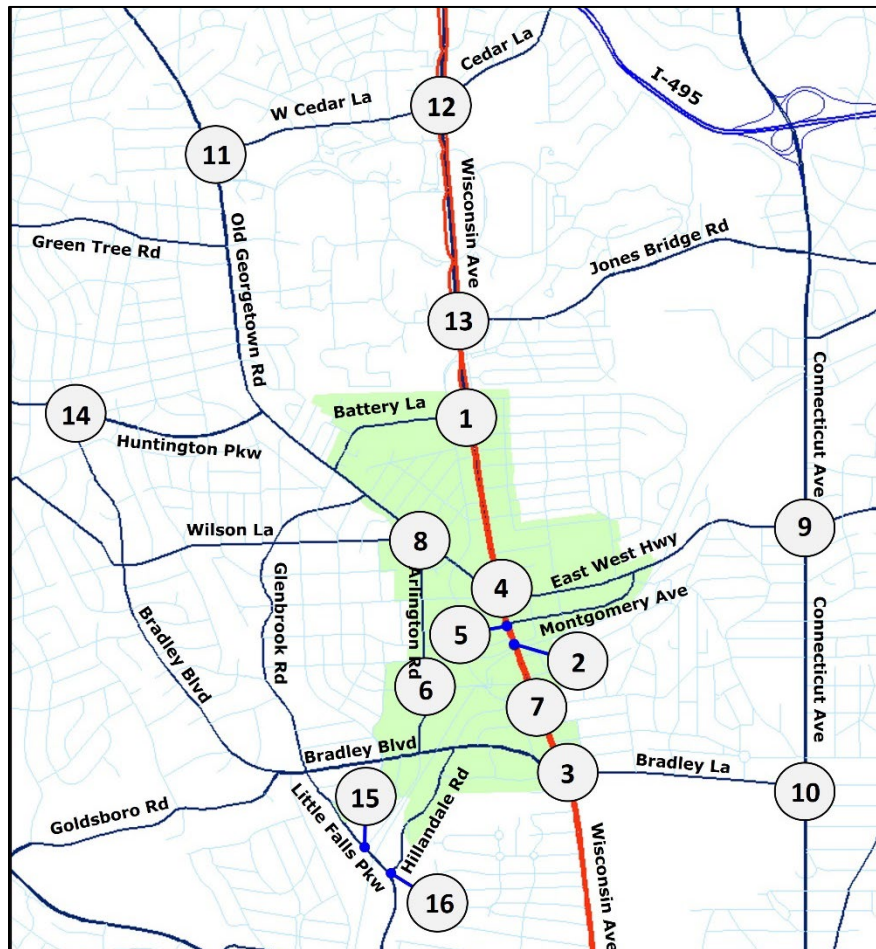 Cedar La
I-495
W Cedar La
12
11
Wisconsin Ave
Old Georgetown Rd
Green Tree Rd
Jones Bridge Rd
13
Connecticut Ave
14
Battery La
1
Huntington Pkw
Wilson La
8
9
4
East West Hwy
Arlington Rd
Glenbrook Rd
Montgomery Ave
5
2
Connecticut Ave
Bradley Blvd
6
7
Bradley Blvd
3
Bradley La
10
15
Goldsboro Rd
Little Falls Pkw
Hillandale Rd
Wisconsin Ave
16